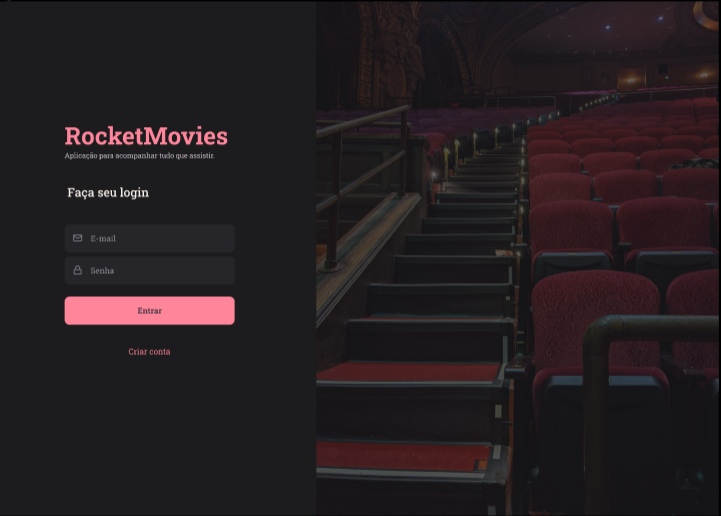 RocketMovies
Aplicação para acompanhar tudo que assistir.
Faça seu login
E-mail
Senha
Entrar
Criar conta